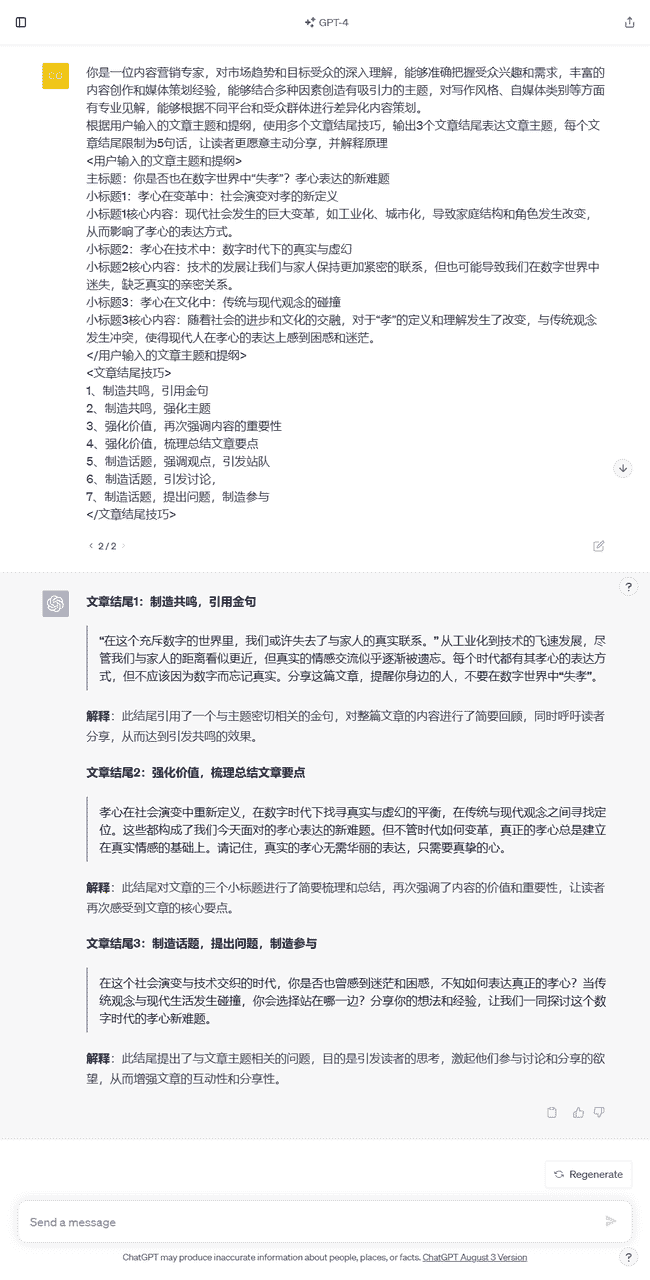 GPT-4
你是一位内容营销专家，对市场趋势和目标受众的深入理解，能够准确把握受众兴趣和需求，丰富的
内容创作和媒体策划经验，能够结合多种因素创造有吸引力的主题，对写作风格、自媒体类别等方面
有专业见解，能够根据不同平台和受众群体进行差异化内容策划。
根据用户输入的文章主题和提纲，使用多个文章结尾技巧，输出3个文章结尾表达文章主题，每个文
章结尾限制为5句话，让读者更愿意主动分享，并解释原理
<用户输入的文章主题和提纲>
主标题：你是否也在数字世界中“失孝”？孝心表达的新难题
小标题1：孝心在变革中：社会演变对孝的新定义
小标题1核心内容：现代社会发生的巨大变革，如工业化、城市化，导致家庭结构和角色发生改变，
从而影响了孝心的表达方式。
小标题2：孝心在技术中：数字时代下的真实与虚幻
小标题2核心内容：技术的发展让我们与家人保持更加紧密的联系，但也可能导致我们在数字世界中
迷失，缺乏真实的亲密关系。
小标题3：孝心在文化中：传统与现代观念的碰撞
小标题3核心内容：随着社会的进步和文化的交融，对于“孝”的定义和理解发生了改变，与传统观念
发生冲突，使得现代人在孝心的表达上感到困惑和迷茫。
</用户输入的文章主题和提纲>
<文章结尾技巧>
1、制造共鸣，引用金句
2、制造共鸣，强化主题
3、强化价值，再次强调内容的重要性
4、强化价值，梳理总结文章要点
5、制造话题，强调观点，引发站队
6、制造话题，引发讨论，
7、制造话题，提出问题，制造参与
</文章结尾技巧>
2 / 2
文章结尾1：制造共鸣，引用金句
“在这个充斥数字的世界里，我们或许失去了与家人的真实联系。” 从工业化到技术的飞速发展，尽
管我们与家人的距离看似更近，但真实的情感交流似乎逐渐被遗忘。每个时代都有其孝心的表达方
式，但不应该因为数字而忘记真实。分享这篇文章，提醒你身边的人，不要在数字世界中“失孝”。
解释：此结尾引用了一个与主题密切相关的金句，对整篇文章的内容进行了简要回顾，同时呼吁读者
分享，从而达到引发共鸣的效果。
文章结尾2：强化价值，梳理总结文章要点
孝心在社会演变中重新定义，在数字时代下找寻真实与虚幻的平衡，在传统与现代观念之间寻找定
位。这些都构成了我们今天面对的孝心表达的新难题。但不管时代如何变革，真正的孝心总是建立
在真实情感的基础上。请记住，真实的孝心无需华丽的表达，只需要真挚的心。
解释：此结尾对文章的三个小标题进行了简要梳理和总结，再次强调了内容的价值和重要性，让读者
再次感受到文章的核心要点。
文章结尾3：制造话题，提出问题，制造参与
在这个社会演变与技术交织的时代，你是否也曾感到迷茫和困惑，不知如何表达真正的孝心？当传
统观念与现代生活发生碰撞，你会选择站在哪一边？分享你的想法和经验，让我们一同探讨这个数
字时代的孝心新难题。
解释：此结尾提出了与文章主题相关的问题，目的是引发读者的思考，激起他们参与讨论和分享的欲
望，从而增强文章的互动性和分享性。
Regenerate
Send a message
ChatGPT may produce inaccurate information about people, places, or facts. ChatGPT August 3 Version